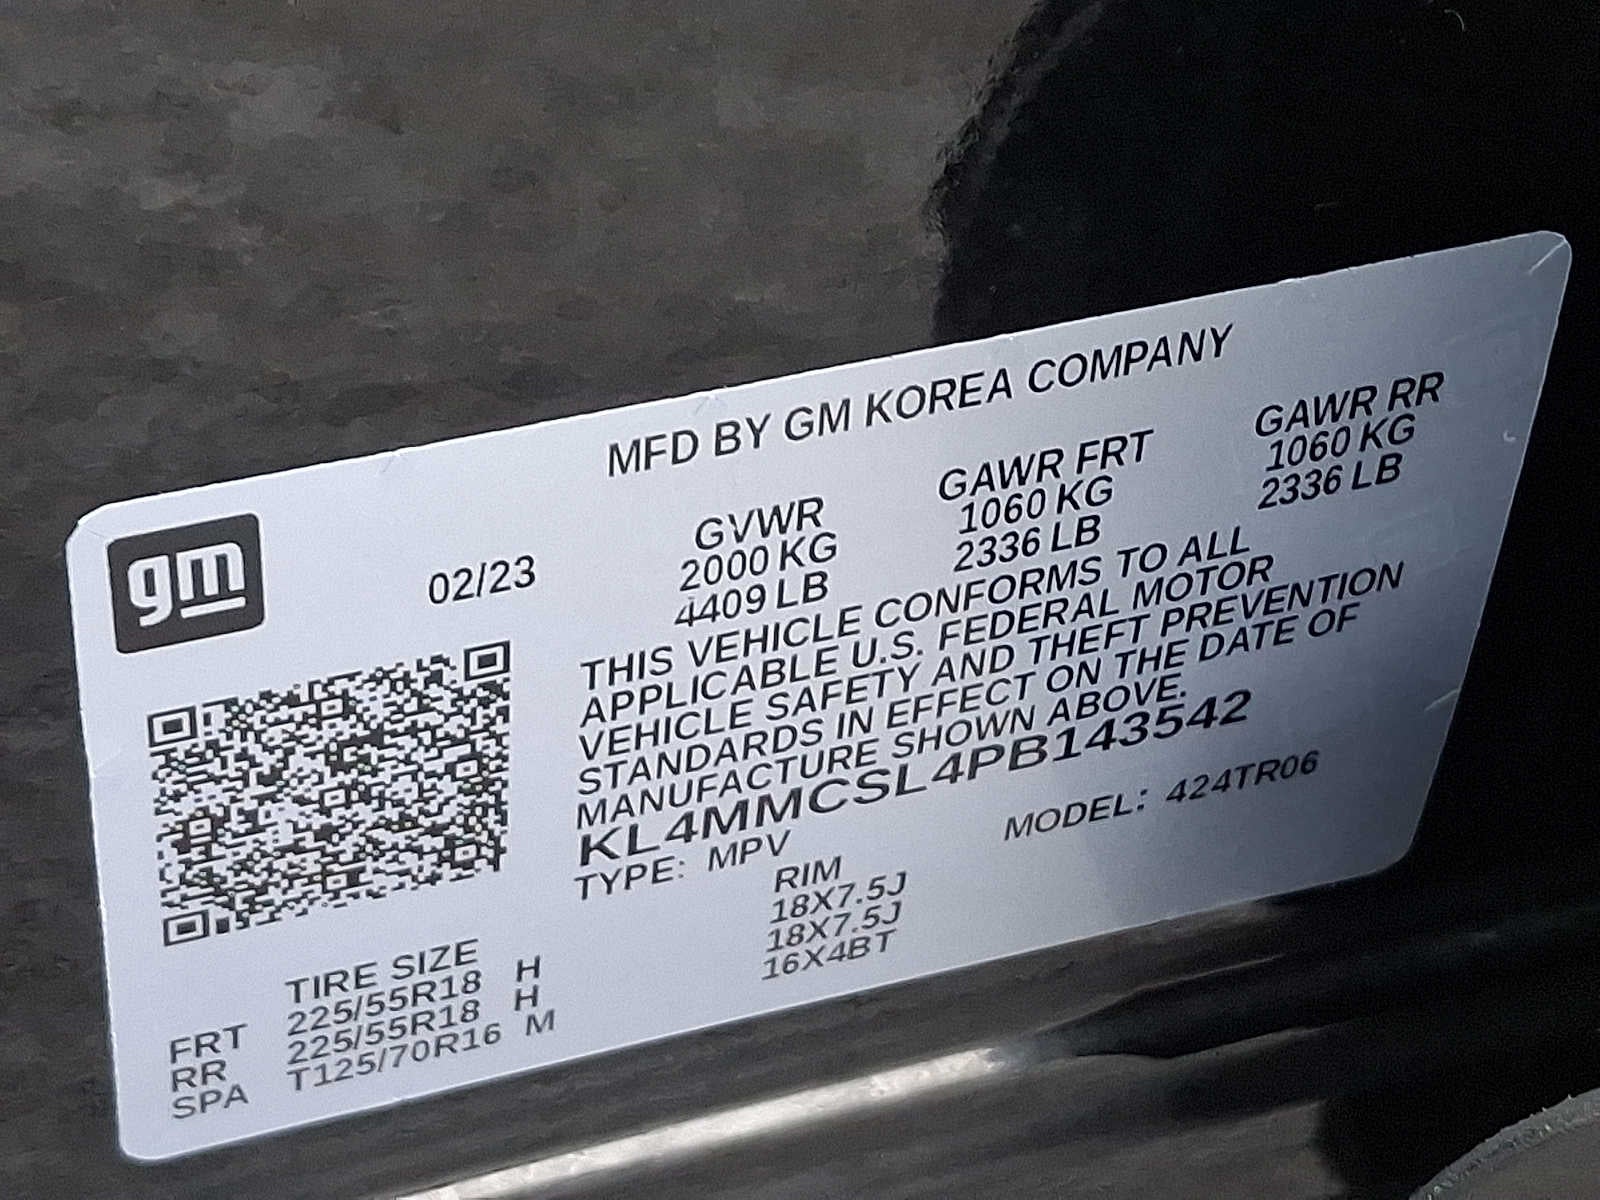 MFD BY GM KOREA COMPANY
gm
02/23
GVWR GAWR FRT GAWR RR
2000 KG 1060 KG 1060 KG
4409 LB 2336 LB 2336 LB
THIS VEHICLE CONFORMS TO ALL
APPLICABLE U.S. FEDERAL MOTOR
VEHICLE SAFETY AND THEFT PREVENTION
STANDARDS IN EFFECT ON THE DATE OF
MANUFACTURE SHOWN ABOVE.
KL4MMCSL4PB143542
TYPE: MPV MODEL: 424TR06
TIRE SIZE RIM
FRT 225/55R18 H 18X7.5J
RR 225/55R18 H 18X7.5J
SPA T125/70R16 M 16X4BT